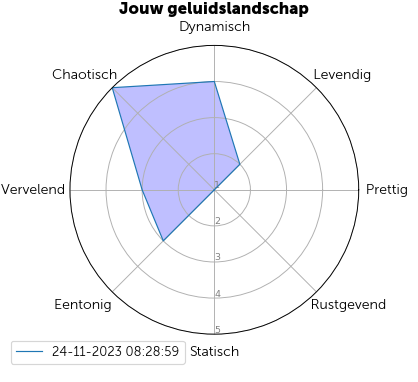 Jouw geluidslandschap
Dynamisch
Chaotisch
Levendig
Vervelend
1
Prettig
2
3
4
Eentonig
Rustgevend
5
24-11-2023 08:28:59
Statisch